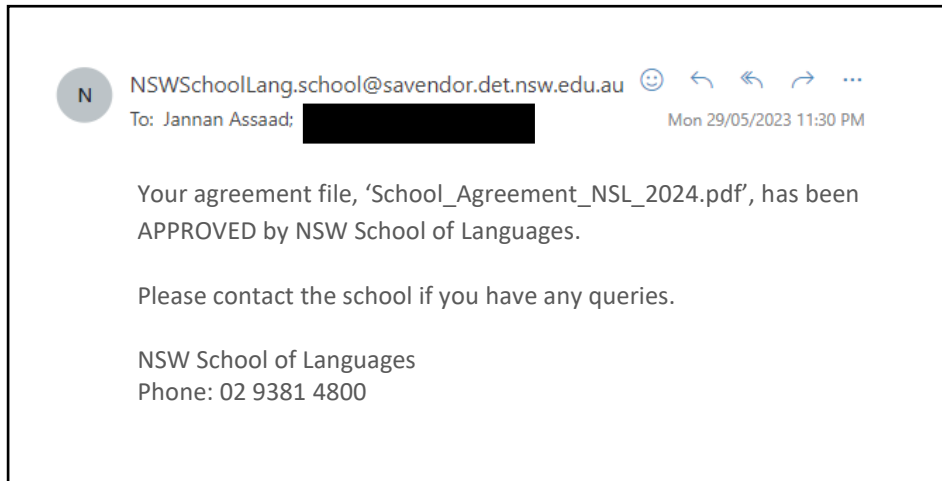 N
NSWSchoolLang.school@savendor.det.nsw.edu.au
To: Jannan Assaad;
Mon 29/05/2023 11:30 PM
Your agreement file, ‘School_Agreement_NSL_2024.pdf’, has been
APPROVED by NSW School of Languages.
Please contact the school if you have any queries.
NSW School of Languages
Phone: 02 9381 4800